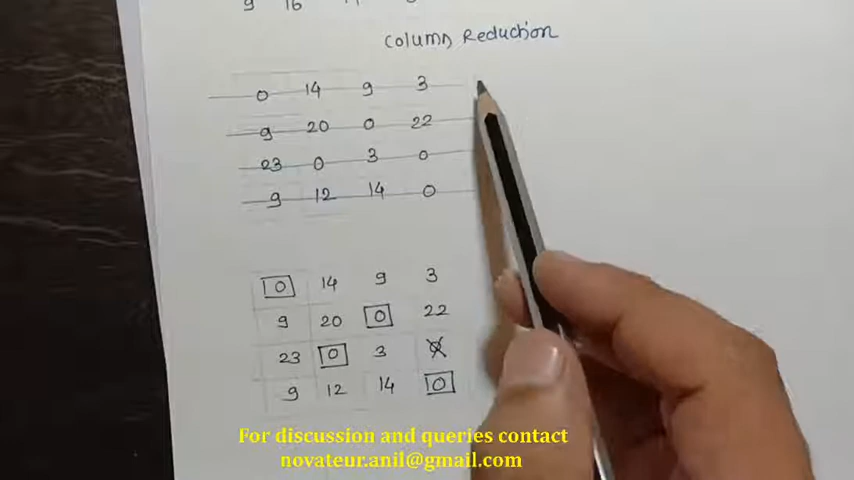 9 16
Column Reduction
0 14 9 3
9 20 0 22
23 0 3 0
9 12 14 0
0 14 9 3
9 20 0 22
23 0 3
9 12 14 0
For discussion and queries contact
novateur.anil@gmail.com